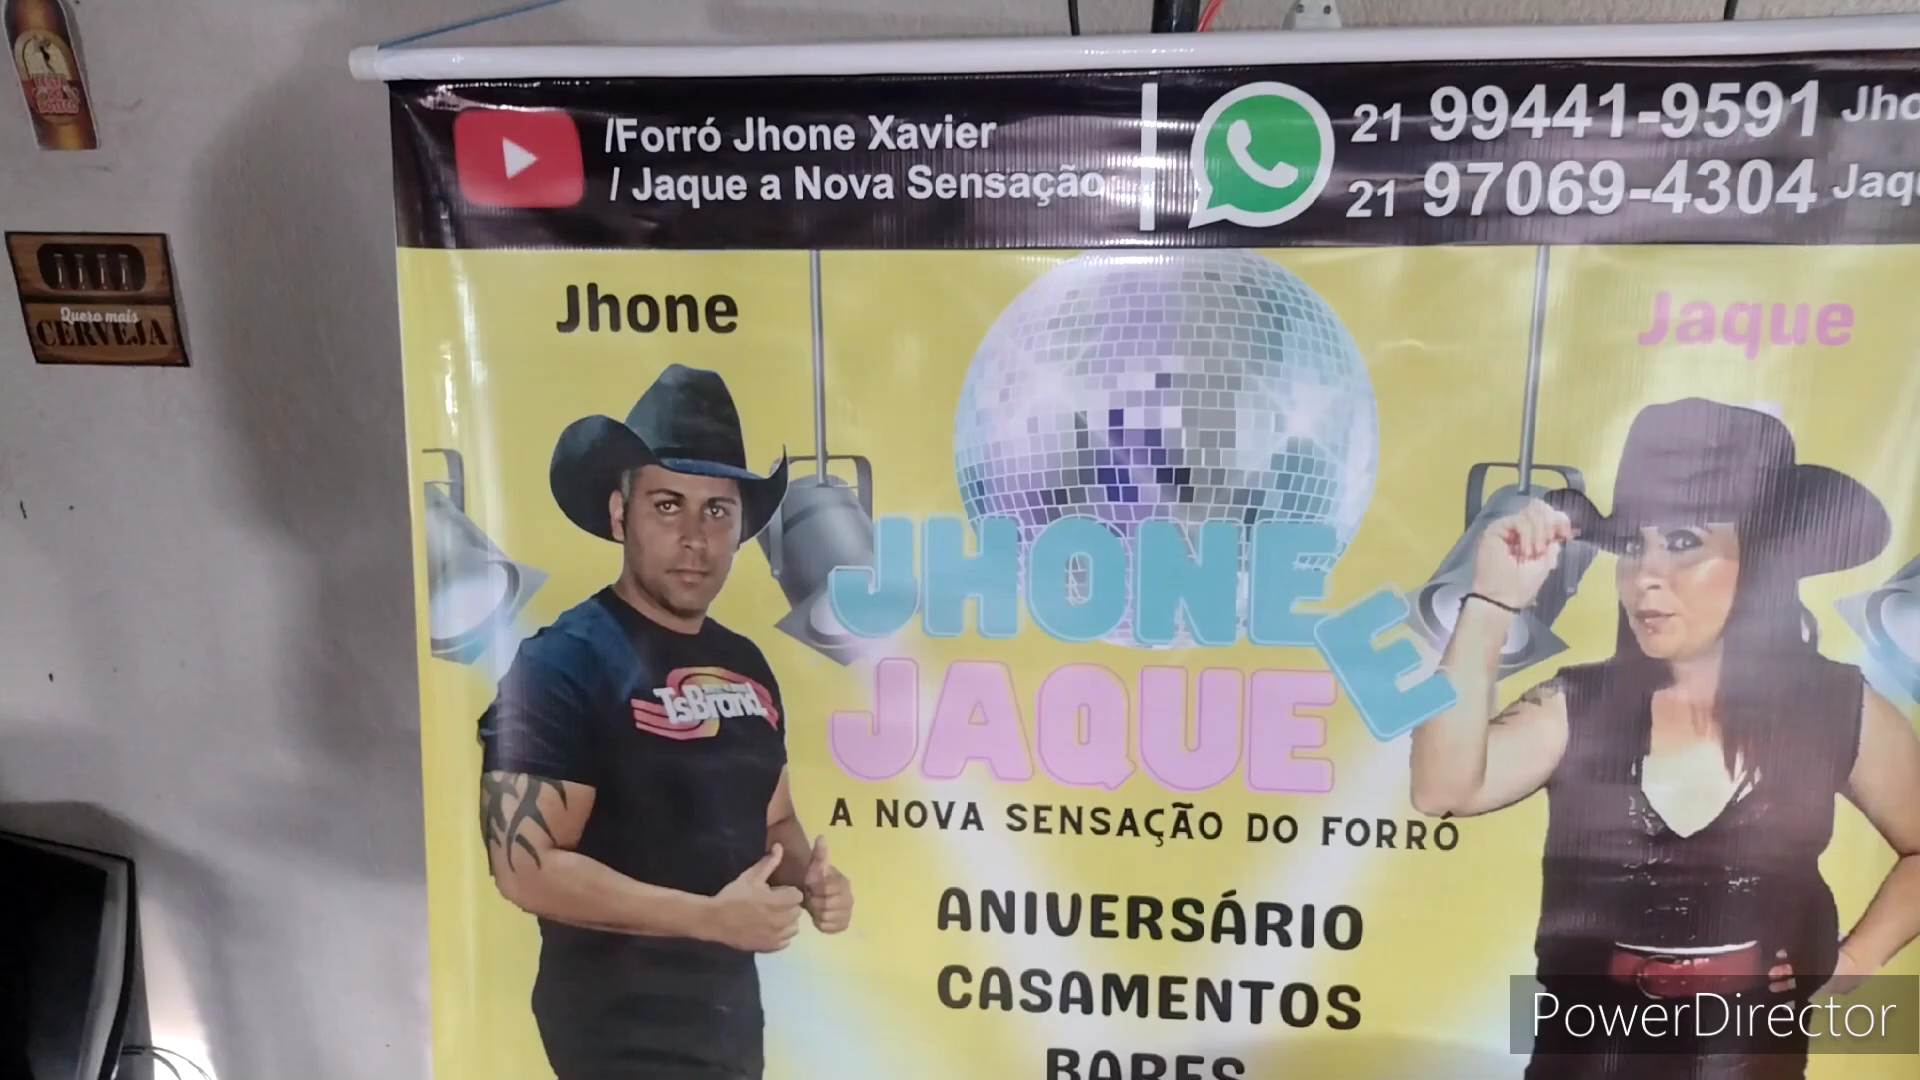 /Forró Jhone Xavier
/ Jaque a Nova Sensação
21 99441-9591 Jho
21 97069-4304 Jaqu
Quero mais
CERVEJA
Jhone
Jaque
JHONE
E
JAQUE
TsBrand
A NOVA SENSAÇÃO DO FORRÓ
ANIVERSÁRIO
CASAMENTOS
BARES
PowerDirector